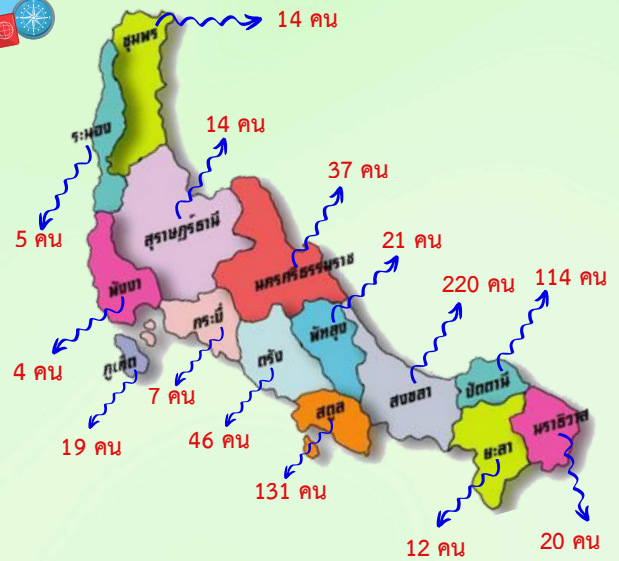 14 คน
ชุมพร
ระนอง
14 คน
37 คน
5 คน
สุราษฎร์ธานี
21 คน
นครศรีธรรมราช
220 คน
114 คน
พังงา
กระบี่
พัทลุง
ตรัง
ภูเก็ต
4 คน
7 คน
สงขลา
ปัตตานี
สตูล
นราธิวาส
19 คน
46 คน
ยะลา
131 คน
12 คน
20 คน